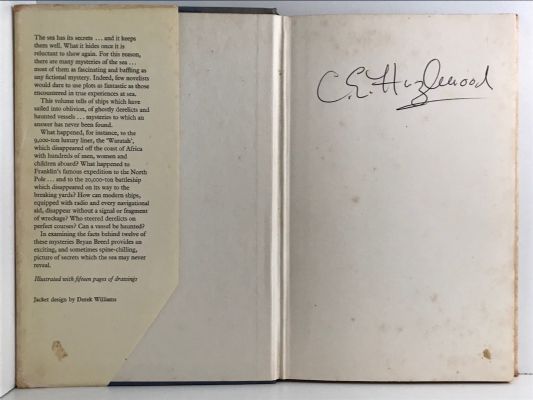 The sea has its secrets ... and it keeps
them well. What it hides once it is
reluctant to show again. For this reason,
there are many mysteries of the sea ...
most of them as fascinating and baffling as
any fictional mystery. Indeed, few novelists
would dare to use plots as fantastic as those
encountered in true experiences at sea.
This volume tells of ships which have
sailed into oblivion, of ghostly derelicts and
haunted vessels ... mysteries to which an
answer has never been found.
What happened, for instance, to the
9,000-ton luxury liner, the 'Waratah',
which disappeared off the coast of Africa
with hundreds of men, women and
children aboard? What happened to
Franklin's famous expedition to the North
Pole ... and to the 20,000-ton battleship
which disappeared on its way to the
breaking yards? How can modern ships,
equipped with radio and every navigational
aid, disappear without a signal or fragment
of wreckage? Who steered derelicts on
perfect courses? Can a vessel be haunted?
In examining the facts behind twelve of
these mysteries Bryan Breed provides an
exciting, and sometimes spine-chilling,
picture of secrets which the sea may never
reveal.
Illustrated with fifteen pages of drawings
Jacket design by Derek Williams
C. E. Hazlewood